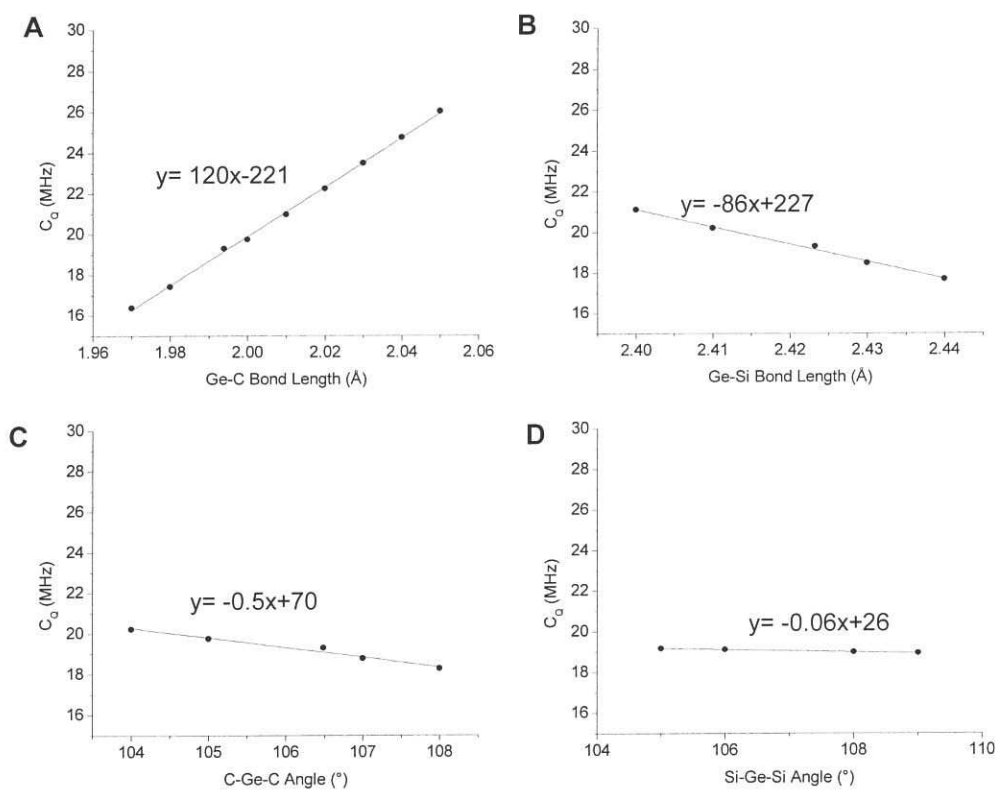 A
30
28
26
24
22
20
18
16
C_Q (MHz)
y= 120x-221
1.96 1.98 2.00 2.02 2.04 2.06
Ge-C Bond Length (Å)
B
30
28
26
24
22
20
18
16
C_Q (MHz)
y= -86x+227
2.40 2.41 2.42 2.43 2.44
Ge-Si Bond Length (Å)
C
30
28
26
24
22
20
18
16
C_Q (MHz)
y= -0.5x+70
104 105 106 107 108
C-Ge-C Angle (°)
D
30
28
26
24
22
20
18
16
C_Q (MHz)
y= -0.06x+26
104 106 108 110
Si-Ge-Si Angle (°)